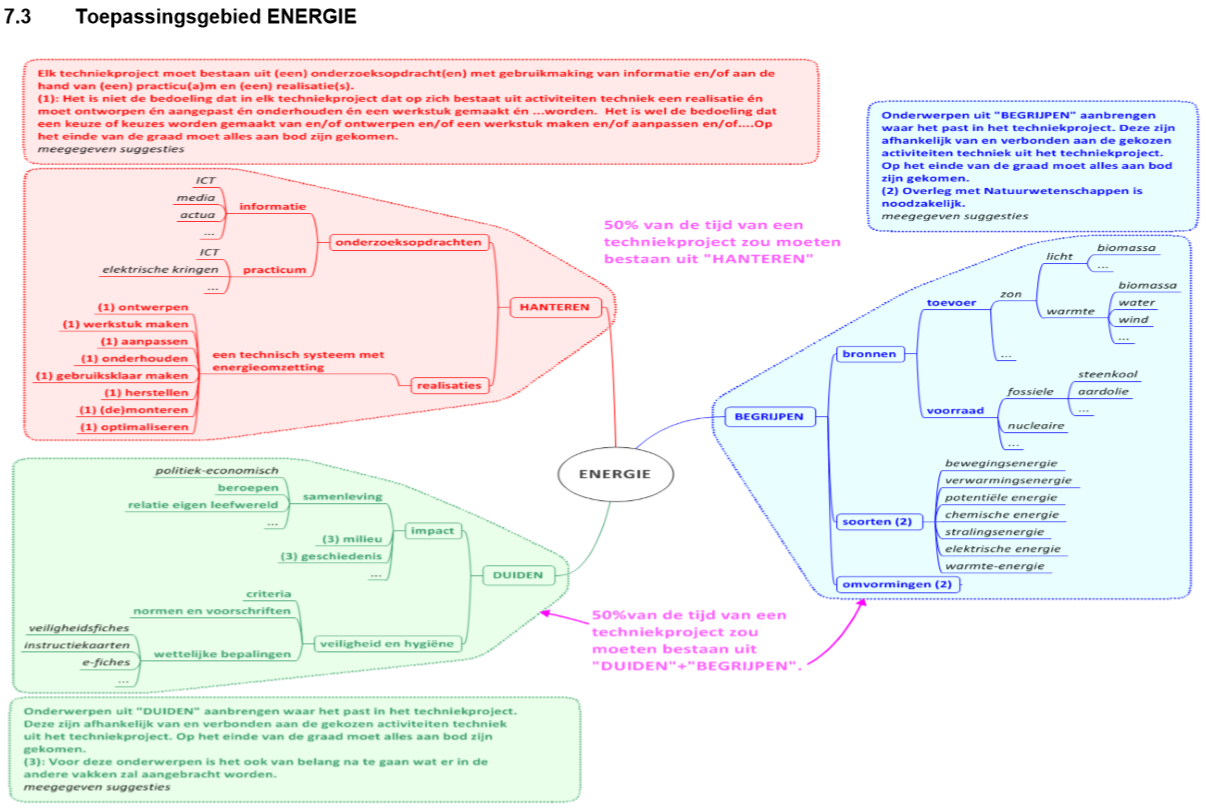 7.3 Toepassingsgebied ENERGIE
Elk techniekproject moet bestaan uit (een) onderzoeksopdracht(en) met gebruikmaking van informatie en/of aan de
hand van (een) practicu(a)m en (een) realisatie(s).
(1): Het is niet de bedoeling dat in elk techniekproject dat op zich bestaat uit activiteiten techniek een realisatie én
moet ontworpen én aangepast én onderhouden én een werkstuk gemaakt én ...worden. Het is wel de bedoeling dat
een keuze of keuzes worden gemaakt van en/of ontwerpen en/of een werkstuk maken en/of aanpassen en/of....Op
het einde van de graad moet alles aan bod zijn gekomen.
meegegeven suggesties
ICT
media
actua
...
informatie
ICT
elektrische kringen
...
practicum
onderzoeksopdrachten
(1) ontwerpen
(1) werkstuk maken
(1) aanpassen
(1) onderhouden
(1) gebruiksklaar maken
(1) herstellen
(1) (de)monteren
(1) optimaliseren
een technisch systeem met
energieomzetting
realisaties
HANTEREN
50% van de tijd van een
techniekproject zou moeten
bestaan uit "HANTEREN"
Onderwerpen uit "BEGRIJPEN" aanbrengen
waar het past in het techniekproject. Deze zijn
afhankelijk van en verbonden aan de gekozen
activiteiten techniek uit het techniekproject.
Op het einde van de graad moet alles aan bod
zijn gekomen.
(2) Overleg met Natuurwetenschappen is
noodzakelijk.
meegegeven suggesties
BEGRIJPEN
bronnen
toevoer
zon
licht
biomassa
...
warmte
biomassa
water
wind
...
...
voorraad
fossiele
steenkool
aardolie
...
nucleaire
...
soorten (2)
bewegingsenergie
verwarmingsenergie
potentiële energie
chemische energie
stralingsenergie
elektrische energie
warmte-energie
omvormingen (2)
ENERGIE
politiek-economisch
beroepen
relatie eigen leefwereld
...
samenleving
(3) milieu
(3) geschiedenis
...
impact
DUIDEN
criteria
normen en voorschriften
veiligheidsfiches
instructiekaarten
e-fiches
...
wettelijke bepalingen
veiligheid en hygiëne
50%van de tijd van een
techniekproject zou
moeten bestaan uit
"DUIDEN"+"BEGRIJPEN".
Onderwerpen uit "DUIDEN" aanbrengen waar het past in het techniekproject.
Deze zijn afhankelijk van en verbonden aan de gekozen activiteiten techniek
uit het techniekproject. Op het einde van de graad moet alles aan bod zijn
gekomen.
(3): Voor deze onderwerpen is het ook van belang na te gaan wat er in de
andere vakken zal aangebracht worden.
meegegeven suggesties